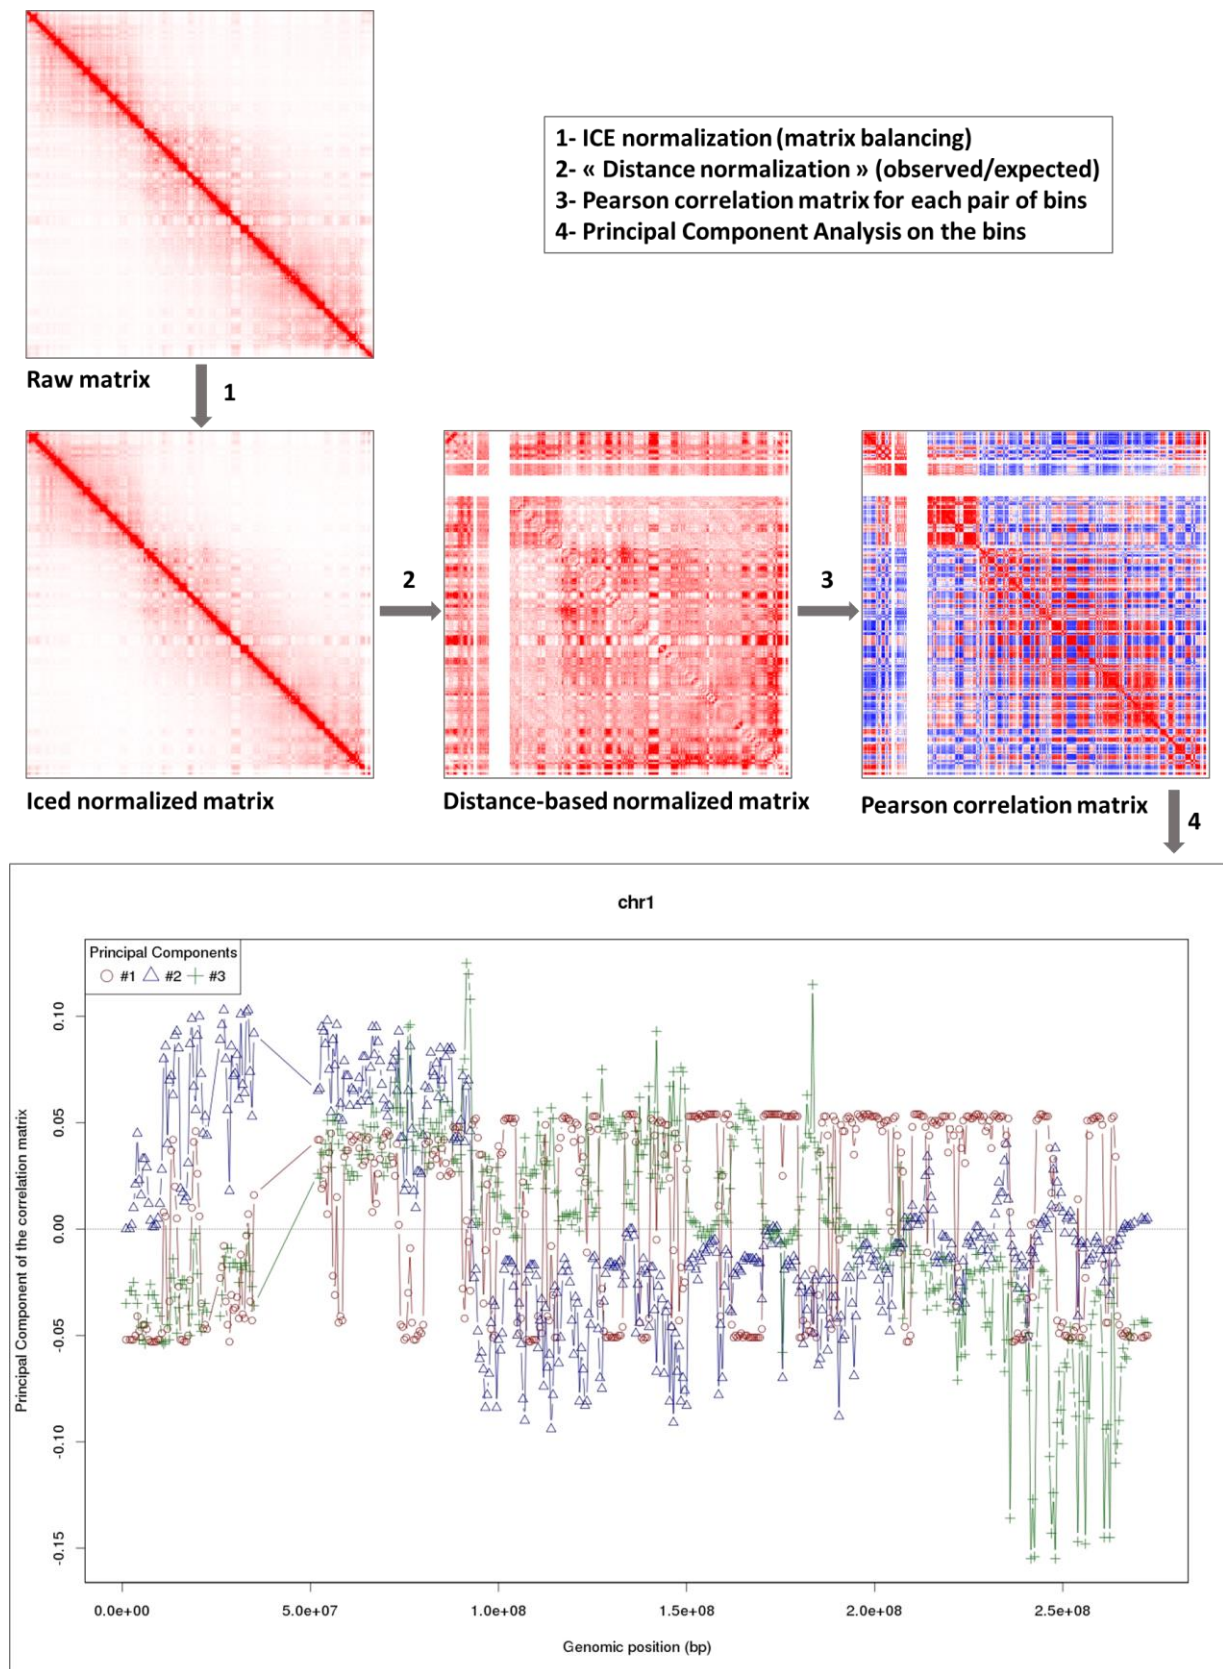 1- ICE normalization (matrix balancing)
2- « Distance normalization » (observed/expected)
3- Pearson correlation matrix for each pair of bins
4- Principal Component Analysis on the bins
Raw matrix
1
2
3
Iced normalized matrix
Distance-based normalized matrix
Pearson correlation matrix
4
chr1
Principal Components
#1 #2 #3
Principal Component of the correlation matrix
0.10
0.05
0.00
-0.05
-0.10
-0.15
0.0e+00 5.0e+07 1.0e+08 1.5e+08 2.0e+08 2.5e+08
Genomic position (bp)